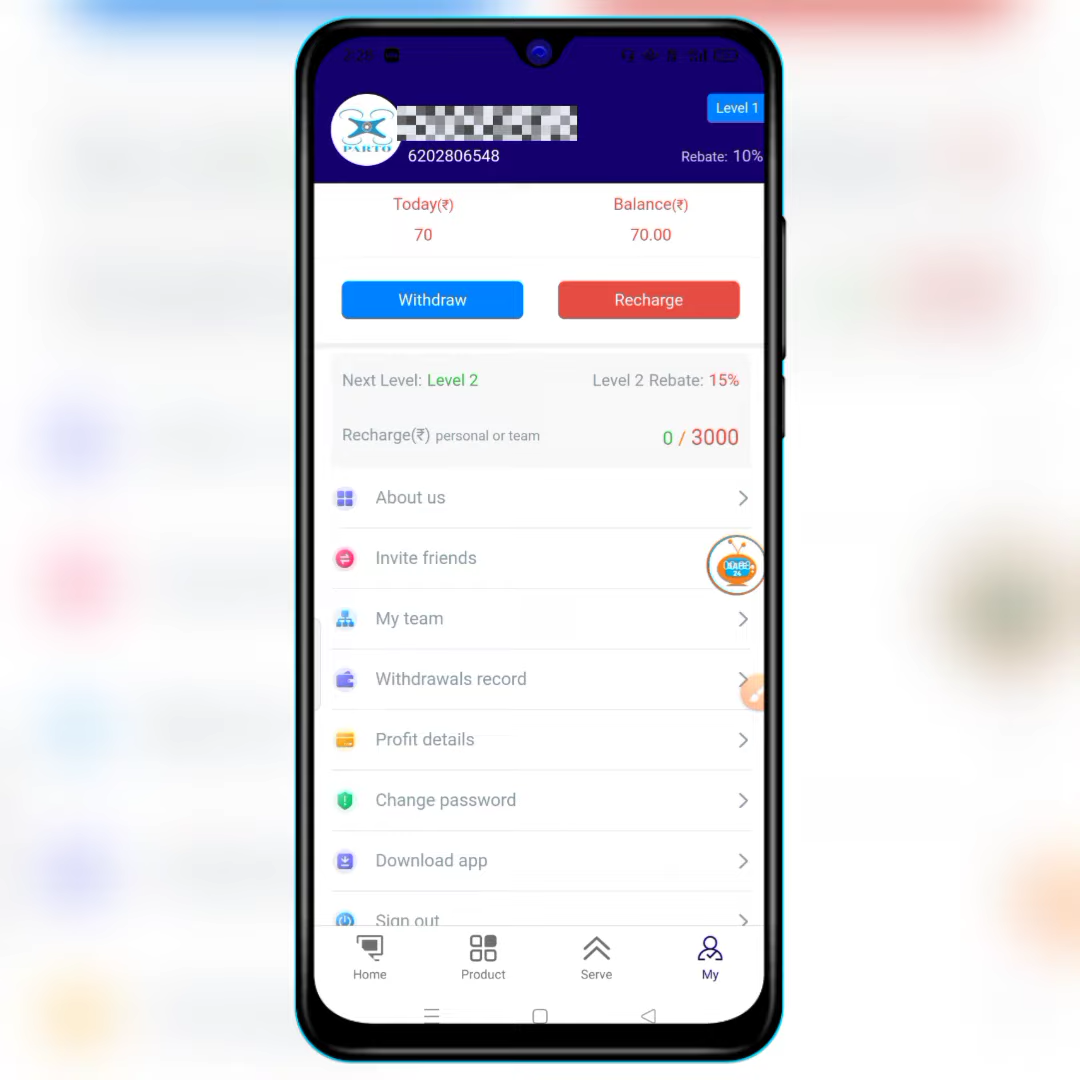 Level 1
PARTO
6202806548
Rebate: 10%
Today(₹)
Balance(₹)
70
70.00
Withdraw
Recharge
Next Level: Level 2
Level 2 Rebate: 15%
Recharge(₹) personal or team
0 / 3000
About us
Invite friends
24
My team
Withdrawals record
Profit details
Change password
Download app
Sign out
Home
Product
Serve
My